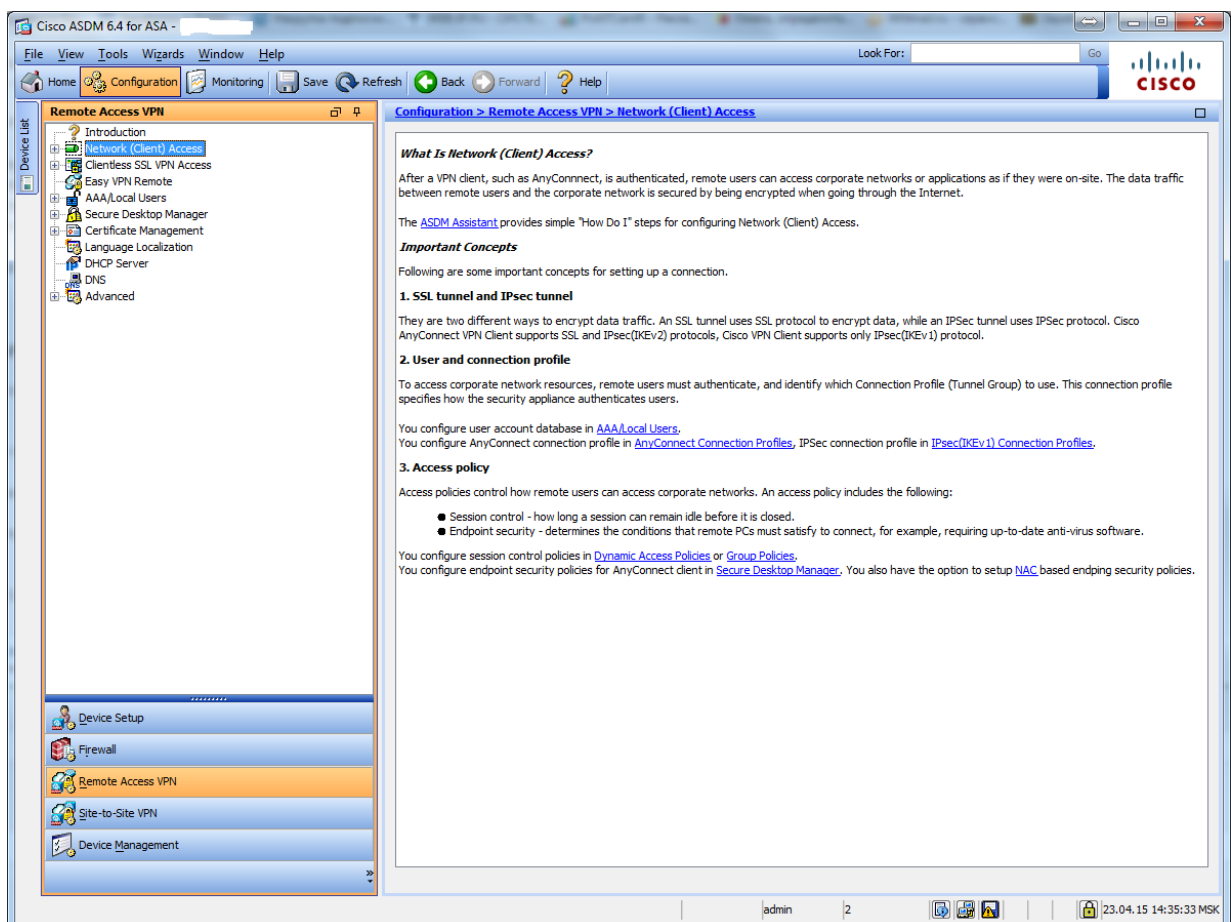 Cisco ASDM 6.4 for ASA -
File View Tools Wizards Window Help
Look For:
Go
Home Configuration Monitoring Save Refresh Back Forward Help
CISCO
Device List
Remote Access VPN
Introduction
Network (Client) Access
Clientless SSL VPN Access
Easy VPN Remote
AAA/Local Users
Secure Desktop Manager
Certificate Management
Language Localization
DHCP Server
DNS
Advanced
Device Setup
Firewall
Remote Access VPN
Site-to-Site VPN
Device Management
Configuration > Remote Access VPN > Network (Client) Access
What Is Network (Client) Access?
After a VPN client, such as AnyConnnect, is authenticated, remote users can access corporate networks or applications as if they were on-site. The data traffic
between remote users and the corporate network is secured by being encrypted when going through the Internet.
The ASDM Assistant provides simple "How Do I" steps for configuring Network (Client) Access.
Important Concepts
Following are some important concepts for setting up a connection.
1. SSL tunnel and IPsec tunnel
They are two different ways to encrypt data traffic. An SSL tunnel uses SSL protocol to encrypt data, while an IPSec tunnel uses IPSec protocol. Cisco
AnyConnect VPN Client supports SSL and IPsec(IKEv2) protocols, Cisco VPN Client supports only IPsec(IKEv1) protocol.
2. User and connection profile
To access corporate network resources, remote users must authenticate, and identify which Connection Profile (Tunnel Group) to use. This connection profile
specifies how the security appliance authenticates users.
You configure user account database in AAA/Local Users.
You configure AnyConnect connection profile in AnyConnect Connection Profiles, IPSec connection profile in IPsec(IKEv1) Connection Profiles.
3. Access policy
Access policies control how remote users can access corporate networks. An access policy includes the following:
● Session control - how long a session can remain idle before it is closed.
● Endpoint security - determines the conditions that remote PCs must satisfy to connect, for example, requiring up-to-date anti-virus software.
You configure session control policies in Dynamic Access Policies or Group Policies.
You configure endpoint security policies for AnyConnect client in Secure Desktop Manager. You also have the option to setup NAC based endping security policies.
admin 2 23.04.15 14:35:33 MSK